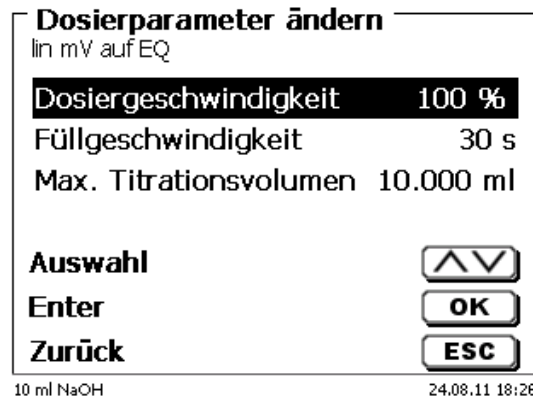 Dosierparameter ändern
lin mV auf EQ
Dosiergeschwindigkeit 100 %
Füllgeschwindigkeit 30 s
Max. Titrationsvolumen 10.000 ml
Auswahl
Enter OK
Zurück ESC
10 ml NaOH 24.08.11 18:26